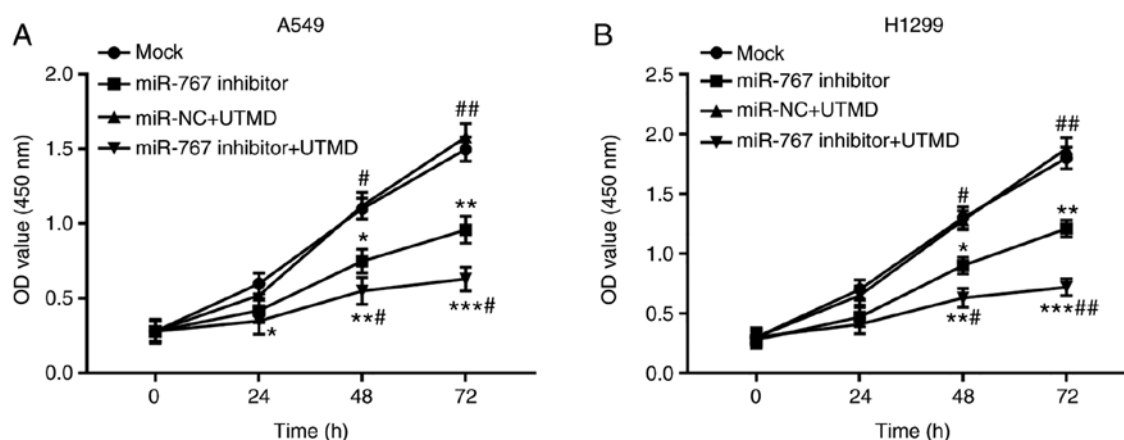 A
A549
Mock
miR-767 inhibitor
miR-NC+UTMD
miR-767 inhibitor+UTMD
OD value (450 nm)
2.0
1.5
1.0
0.5
0.0
##
#
**
*
*
**#
***#
0
24
48
72
Time (h)
B
H1299
Mock
miR-767 inhibitor
miR-NC+UTMD
miR-767 inhibitor+UTMD
OD value (450 nm)
2.5
2.0
1.5
1.0
0.5
0.0
##
#
**
*
**#
***##
0
24
48
72
Time (h)